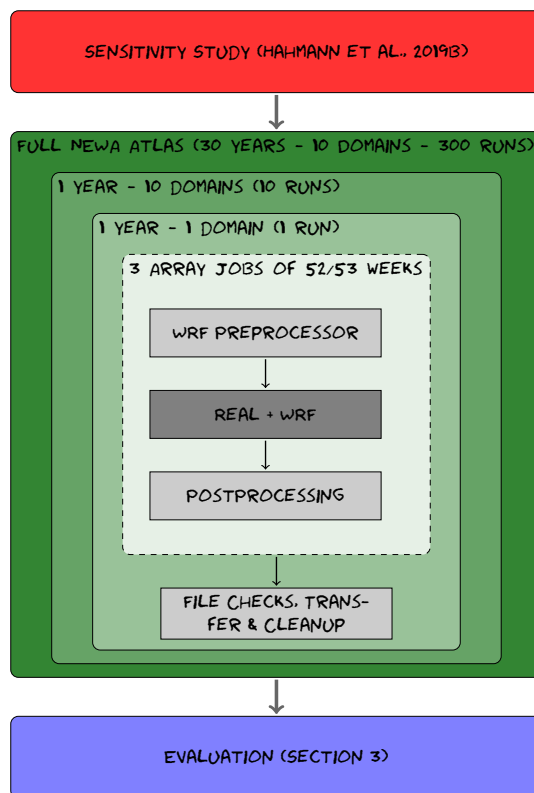 SENSITIVITY STUDY (HAHMANN ET AL., 2019B)
FULL NEWA ATLAS (30 YEARS - 10 DOMAINS - 300 RUNS)
1 YEAR - 10 DOMAINS (10 RUNS)
1 YEAR - 1 DOMAIN (1 RUN)
3 ARRAY JOBS OF 52/53 WEEKS
WRF PREPROCESSOR
REAL + WRF
POSTPROCESSING
FILE CHECKS, TRANS-
FER & CLEANUP
EVALUATION (SECTION 3)